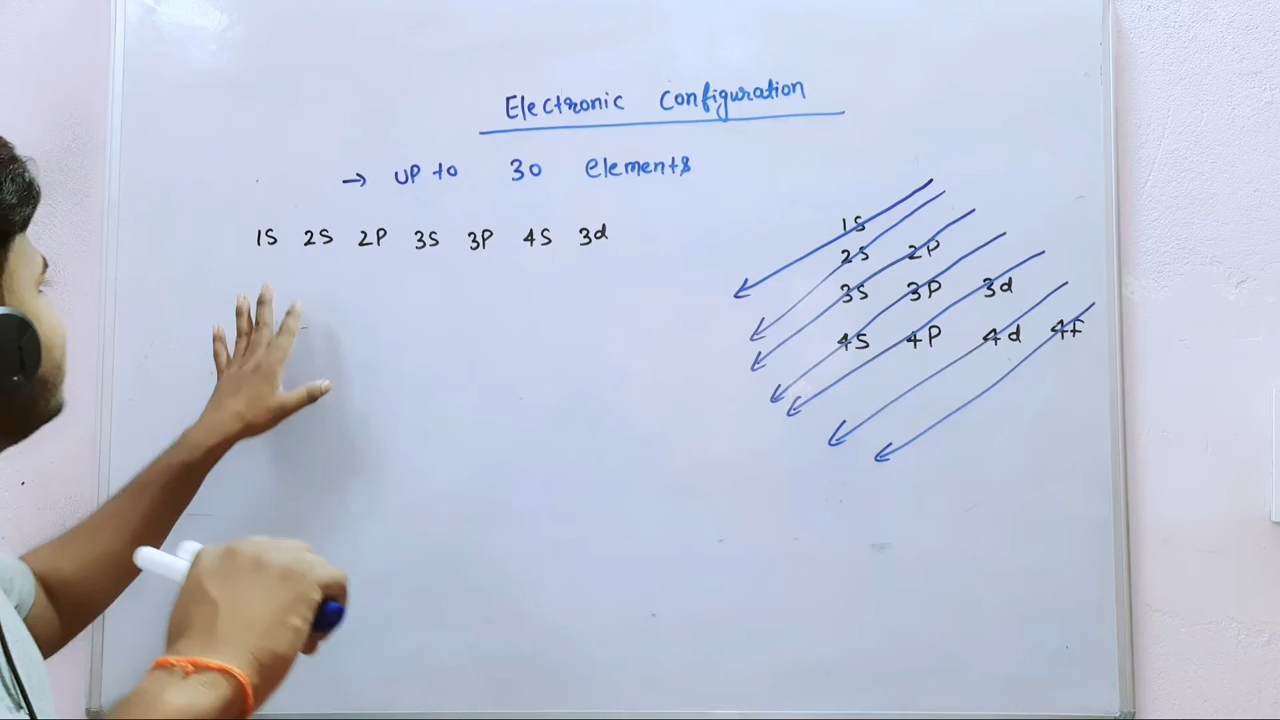 Electronic Configuration
→ UP to 30 elements
1S 2S 2P 3S 3P 4S 3d
1S
2S 2P
3S 3P 3d
4S 4P 4d 4f